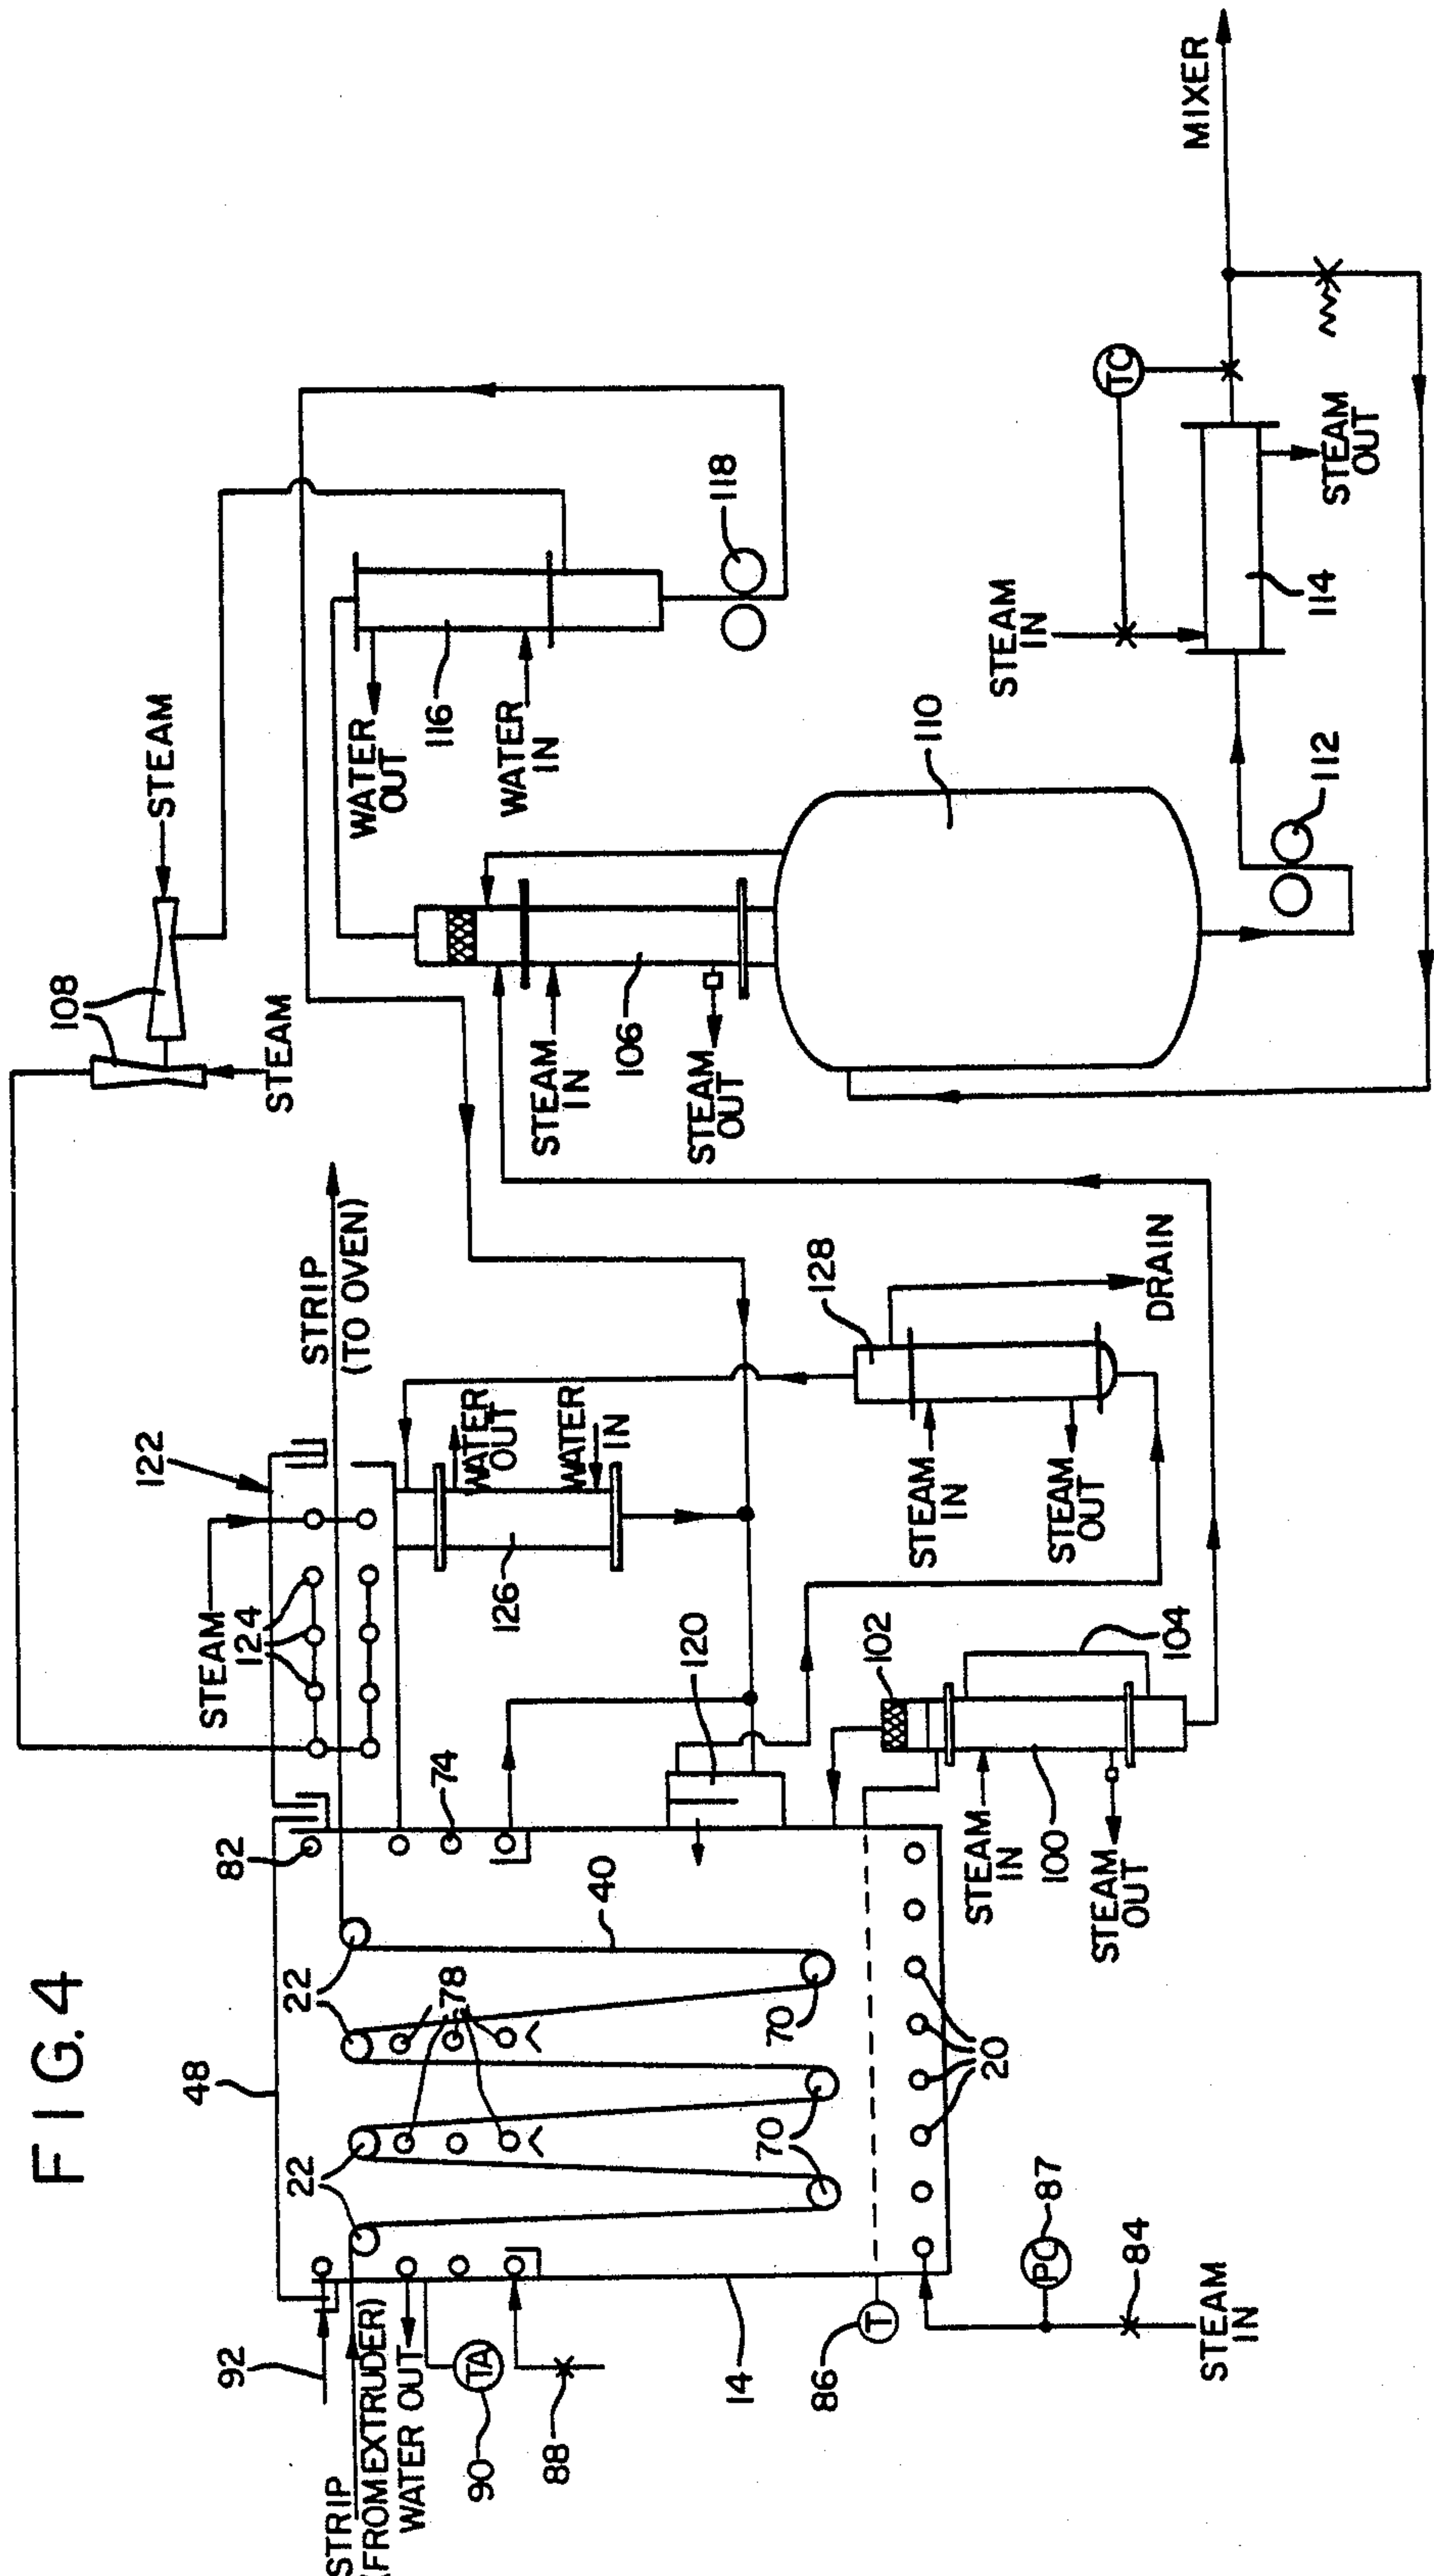 FIG. 4
STRIP
(FROM EXTRUDER)
WATER OUT
92
90
TA
88
48
22
22
78
40
14
86
T
70
70
20
PC
87
84
STEAM
IN
82
74
STEAM
124
122
STRIP
(TO OVEN)
126
WATER
OUT
WATER
IN
120
102
104
100
STEAM
IN
STEAM
OUT
128
DRAIN
STEAM
IN
STEAM
OUT
108
STEAM
STEAM
106
STEAM
IN
STEAM
OUT
110
112
116
WATER
OUT
WATER
IN
118
STEAM
IN
114
STEAM
OUT
TC
MIXER